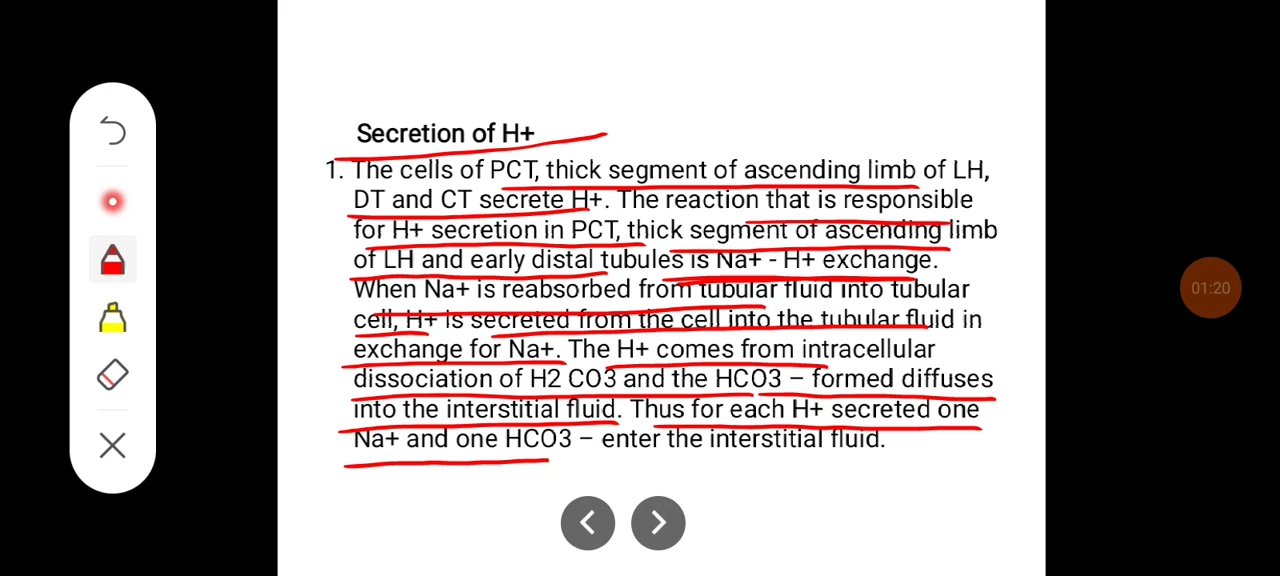 Secretion of H+
1. The cells of PCT, thick segment of ascending limb of LH,
DT and CT secrete H+. The reaction that is responsible
for H+ secretion in PCT, thick segment of ascending limb
of LH and early distal tubules is Na+ - H+ exchange.
When Na+ is reabsorbed from tubular fluid into tubular
cell, H+ is secreted from the cell into the tubular fluid in
exchange for Na+. The H+ comes from intracellular
dissociation of H2 CO3 and the HCO3 – formed diffuses
into the interstitial fluid. Thus for each H+ secreted one
Na+ and one HCO3 – enter the interstitial fluid.
01:20